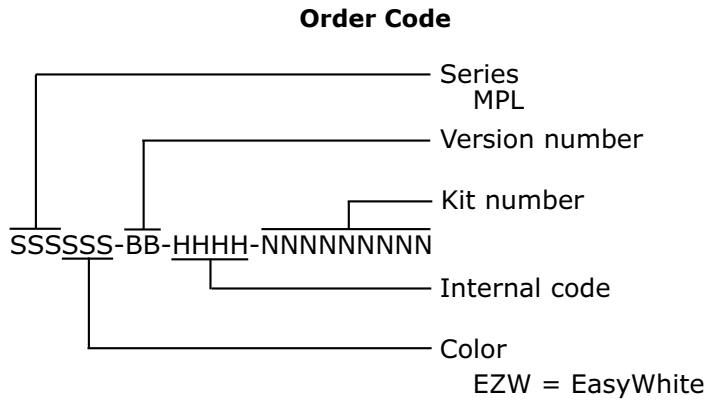 Order Code
Series
MPL
Version number
Kit number
SSSSSS-BB-HHHH-NNNNNNNNN
Internal code
Color
EZW = EasyWhite